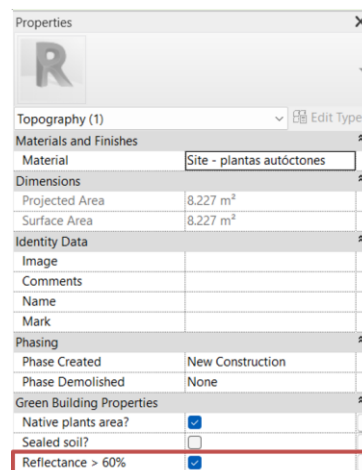 Properties
R
Topography (1)
Edit Type
Materials and Finishes
Material Site - plantas autóctones
Dimensions
Projected Area 8.227 m²
Surface Area 8.227 m²
Identity Data
Image
Comments
Name
Mark
Phasing
Phase Created New Construction
Phase Demolished None
Green Building Properties
Native plants area?
Sealed soil?
Reflectance > 60%